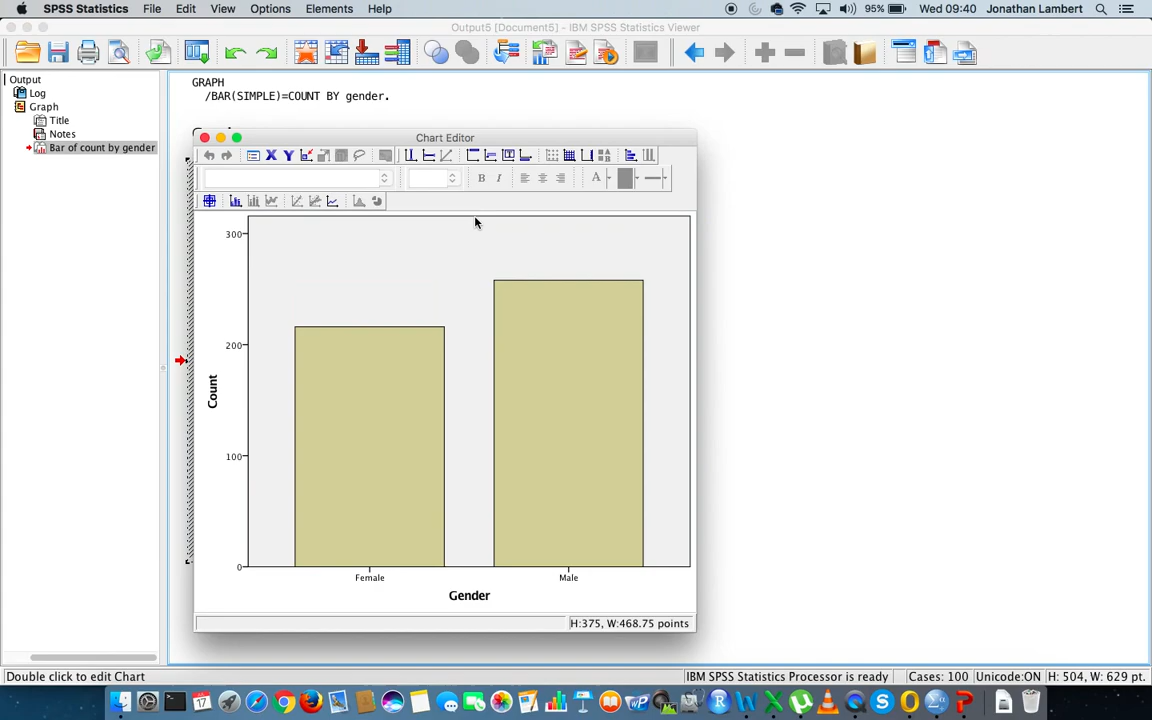 SPSS Statistics File Edit View Options Elements Help 95% Wed 09:40 Jonathan Lambert
Output5 [Document5] - IBM SPSS Statistics Viewer
Output
Log
Graph
Title
Notes
Bar of count by gender
GRAPH
/BAR(SIMPLE)=COUNT BY gender.
Chart Editor
X Y
B I A
300
200
100
0
Count
Female Male
Gender
H:375, W:468.75 points
Double click to edit Chart IBM SPSS Statistics Processor is ready Cases: 100 Unicode:ON H: 504, W: 629 pt.